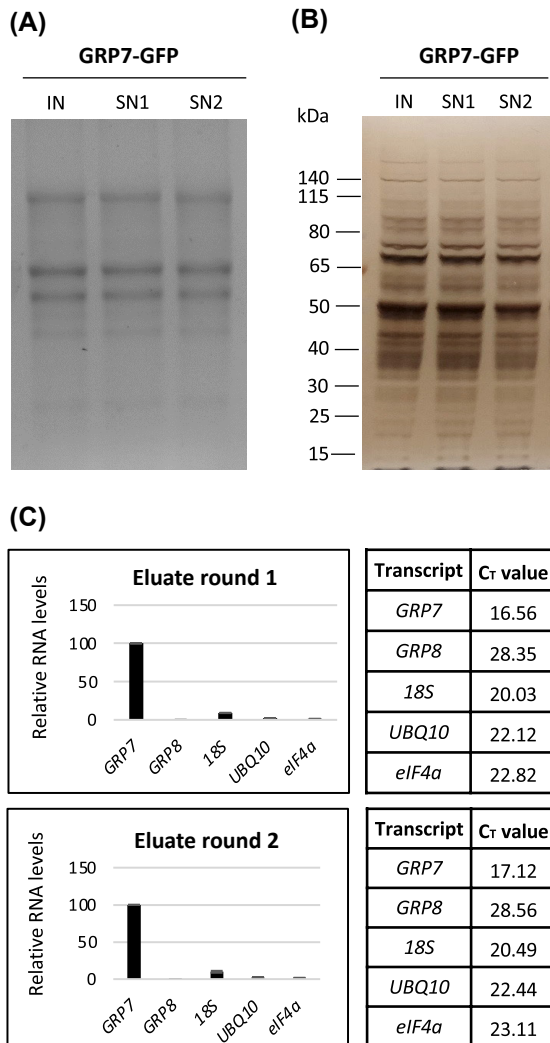 (A)
GRP7-GFP
IN SN1 SN2
(B)
GRP7-GFP
IN SN1 SN2
kDa
140
115
80
65
50
40
30
25
15
(C)
Eluate round 1
Relative RNA levels
150
100
50
0
GRP7 GRP8 18S UBQ10 eIF4a
Transcript CT value
GRP7 16.56
GRP8 28.35
18S 20.03
UBQ10 22.12
eIF4a 22.82
Eluate round 2
Relative RNA levels
150
100
50
0
GRP7 GRP8 18S UBQ10 eIF4a
Transcript CT value
GRP7 17.12
GRP8 28.56
18S 20.49
UBQ10 22.44
eIF4a 23.11